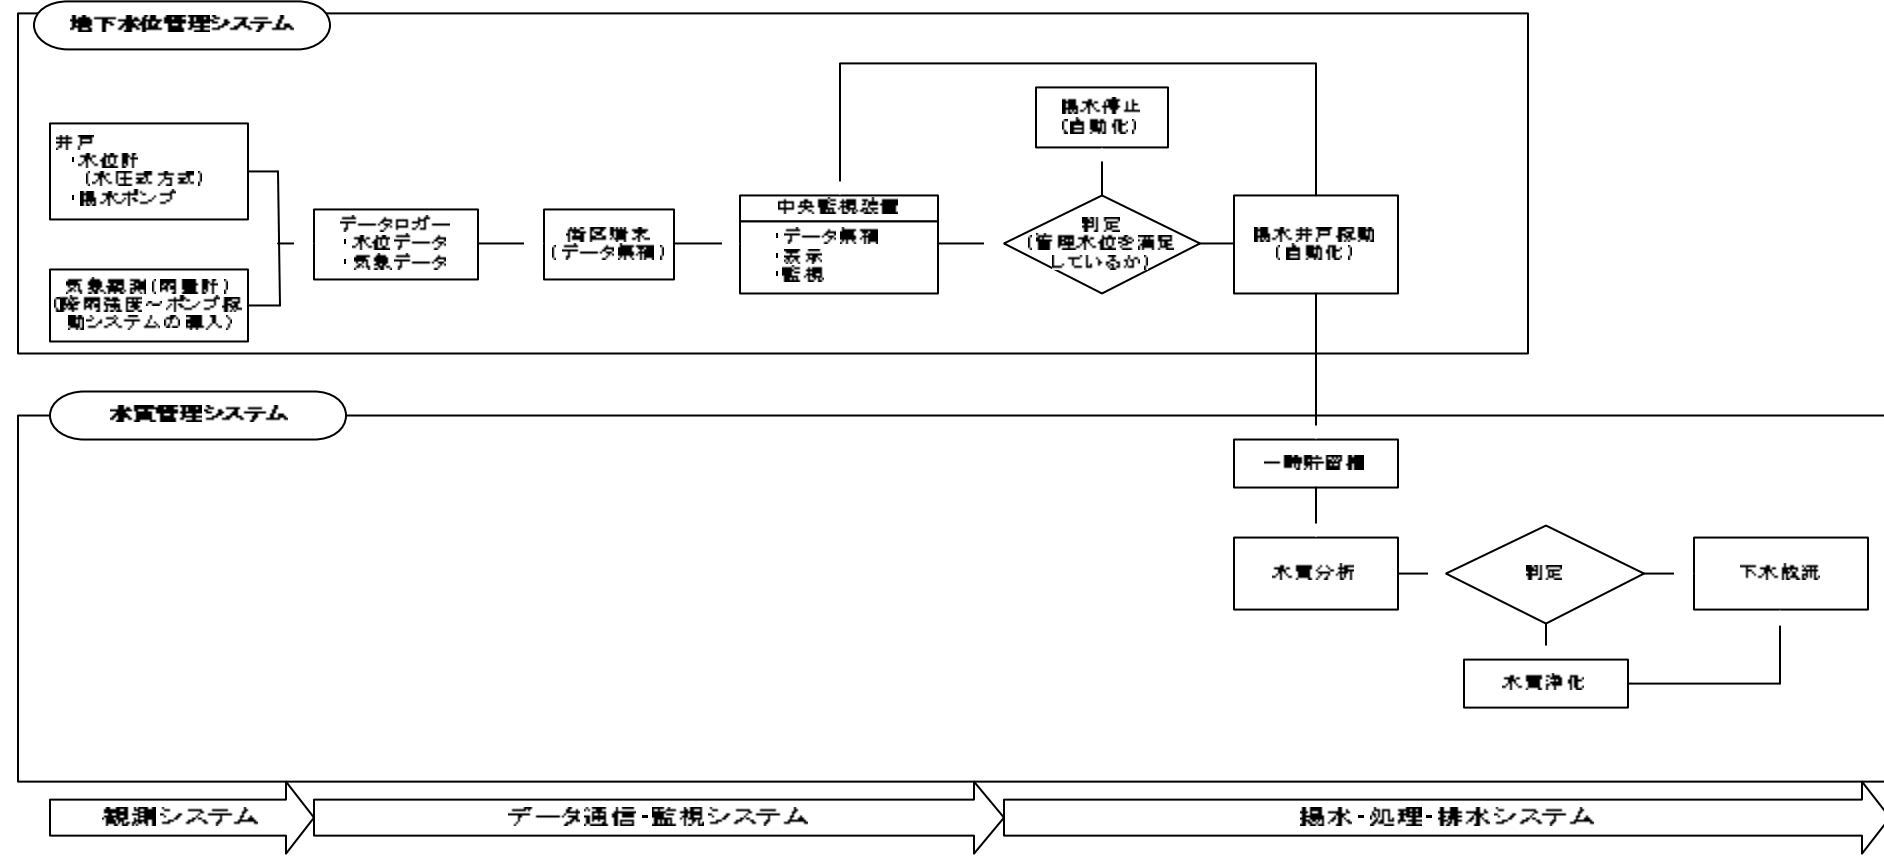 地下水位管理システム
井戸
・水位計
(水圧式方式)
・揚水ポンプ
気象観測(雨量計)
(降雨強度～ポンプ稼
動システムの導入)
データロガー
・水位データ
・気象データ
街区端末
(データ集積)
中央監視装置
・データ集積
・表示
・監視
揚水停止
(自動化)
判定
(管理水位を満足
しているか)
揚水井戸稼動
(自動化)
水質管理システム
一時貯留槽
水質分析
判定
下水放流
水質浄化
観測システム
データ通信・監視システム
揚水・処理・排水システム